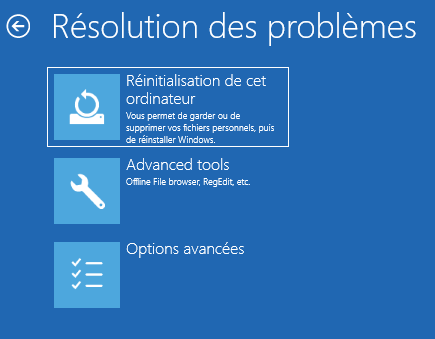 Résolution des problèmes
Réinitialisation de cet
ordinateur
Vous permet de garder ou de
supprimer vos fichiers personnels, puis
de réinstaller Windows.
Advanced tools
Offline File browser, RegEdit, etc.
Options avancées